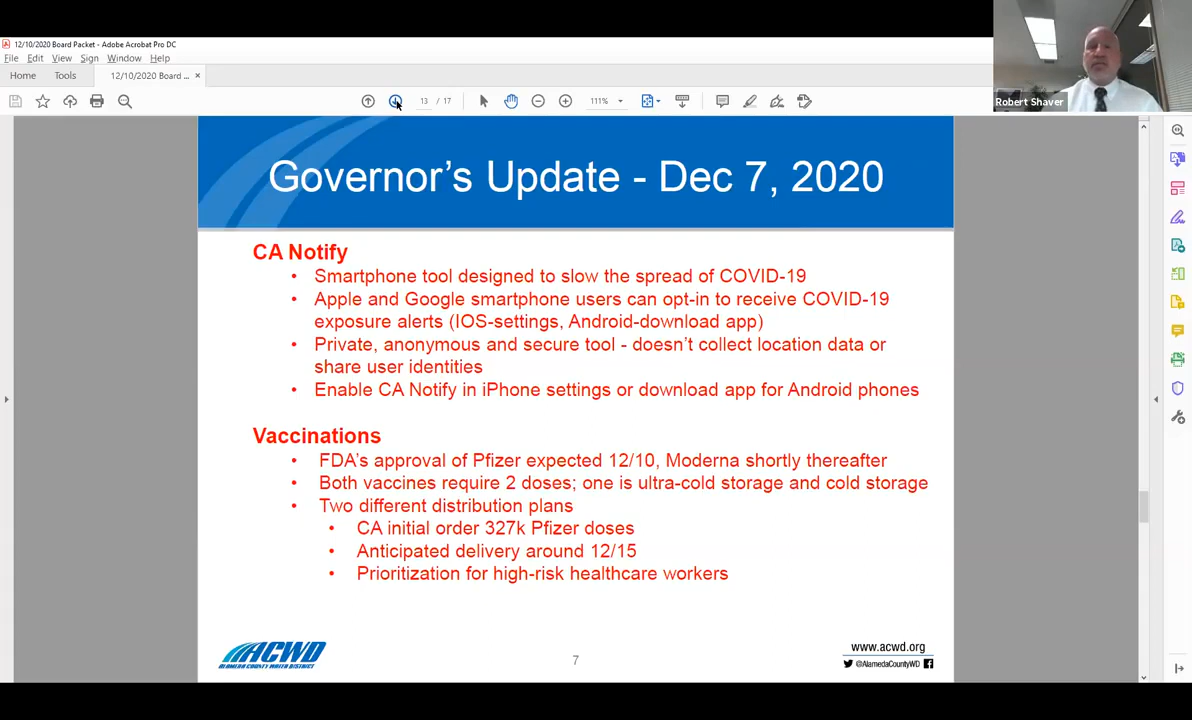 12/10/2020 Board Packet - Adobe Acrobat Pro DC
File Edit View Sign Window Help
Home Tools 12/10/2020 Board ... ×
13 / 17 111%
Robert Shaver
Governor’s Update - Dec 7, 2020
CA Notify
• Smartphone tool designed to slow the spread of COVID-19
• Apple and Google smartphone users can opt-in to receive COVID-19
exposure alerts (IOS-settings, Android-download app)
• Private, anonymous and secure tool - doesn’t collect location data or
share user identities
• Enable CA Notify in iPhone settings or download app for Android phones
Vaccinations
• FDA’s approval of Pfizer expected 12/10, Moderna shortly thereafter
• Both vaccines require 2 doses; one is ultra-cold storage and cold storage
• Two different distribution plans
• CA initial order 327k Pfizer doses
• Anticipated delivery around 12/15
• Prioritization for high-risk healthcare workers
ACWD
ALAMEDA COUNTY WATER DISTRICT
7
www.acwd.org
@AlamedaCountyWD